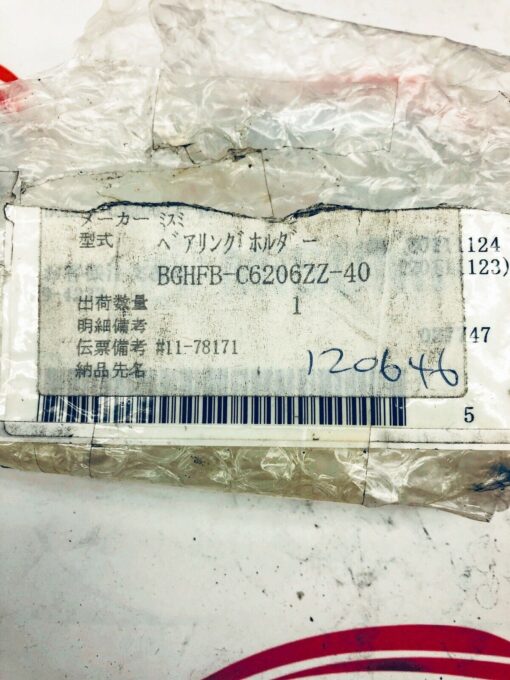 メーカー ミスミ
型式 ベアリングホルダー
BGHFB-C6206ZZ-40
出荷数量 1
明細備考
伝票備考 #11-78171
納品先名
120646
5